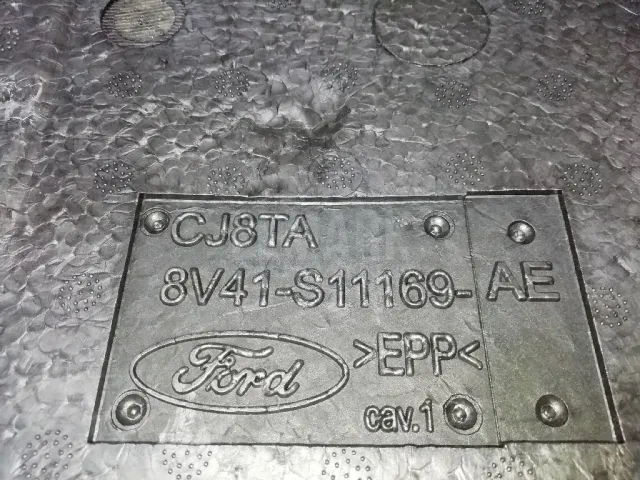 CJ8TA
8V41-S11169-AE
Ford >EPP<
cav.1